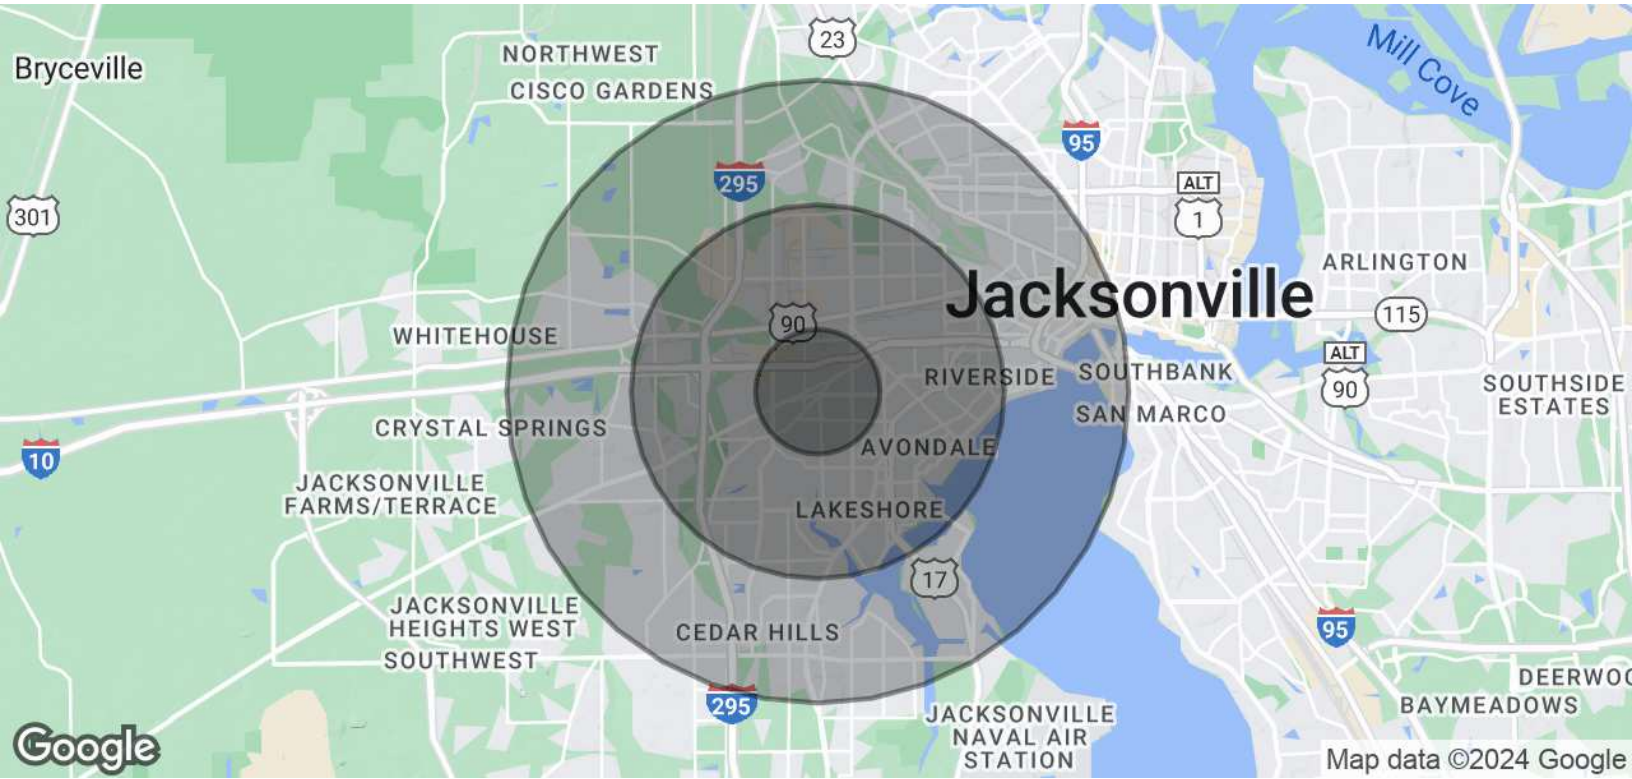 NORTHWEST
23
Bryceville
CISCO GARDENS
Mill Cove
95
295
ALT
1
301
ARLINGTON
Jacksonville
115
90
WHITEHOUSE
ALT
90
RIVERSIDE
SOUTHBANK
SOUTHSIDE
ESTATES
SAN MARCO
CRYSTAL SPRINGS
AVONDALE
10
JACKSONVILLE
FARMS/TERRACE
LAKESHORE
17
JACKSONVILLE
HEIGHTS WEST
CEDAR HILLS
95
SOUTHWEST
DEERWOO
295
BAYMEADOWS
JACKSONVILLE
NAVAL AIR
STATION
Google
Map data ©2024 Google